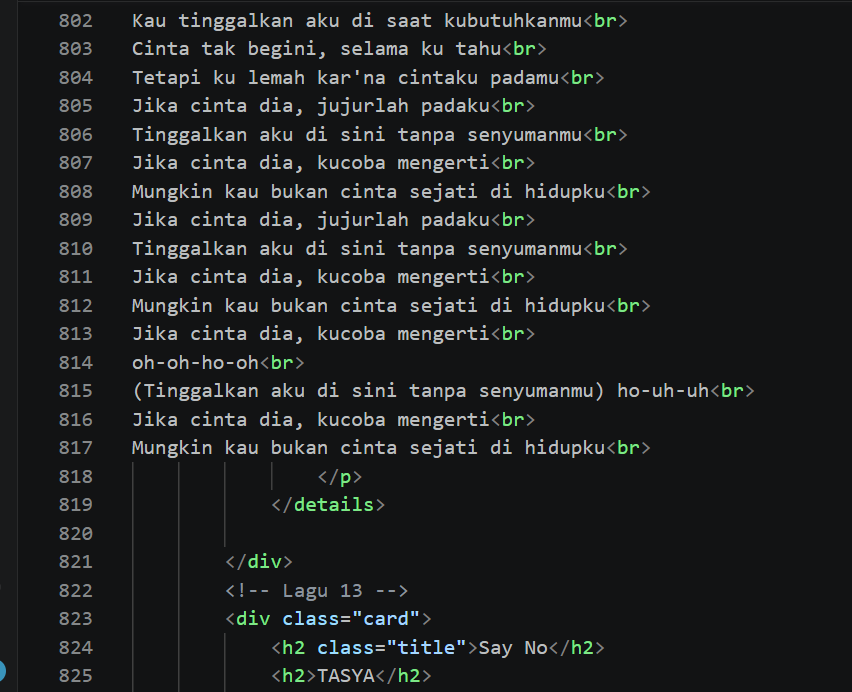 802 Kau tinggalkan aku di saat kubutuhkanmu<br>
803 Cinta tak begini, selama ku tahu<br>
804 Tetapi ku lemah kar'na cintaku padamu<br>
805 Jika cinta dia, jujurlah padaku<br>
806 Tinggalkan aku di sini tanpa senyumanmu<br>
807 Jika cinta dia, kucoba mengerti<br>
808 Mungkin kau bukan cinta sejati di hidupku<br>
809 Jika cinta dia, jujurlah padaku<br>
810 Tinggalkan aku di sini tanpa senyumanmu<br>
811 Jika cinta dia, kucoba mengerti<br>
812 Mungkin kau bukan cinta sejati di hidupku<br>
813 Jika cinta dia, kucoba mengerti<br>
814 oh-oh-ho-oh<br>
815 (Tinggalkan aku di sini tanpa senyumanmu) ho-uh-uh<br>
816 Jika cinta dia, kucoba mengerti<br>
817 Mungkin kau bukan cinta sejati di hidupku<br>
818 </p>
819 </details>
820
821 </div>
822 <!-- Lagu 13 -->
823 <div class="card">
824 <h2 class="title">Say No</h2>
825 <h2>TASYA</h2>